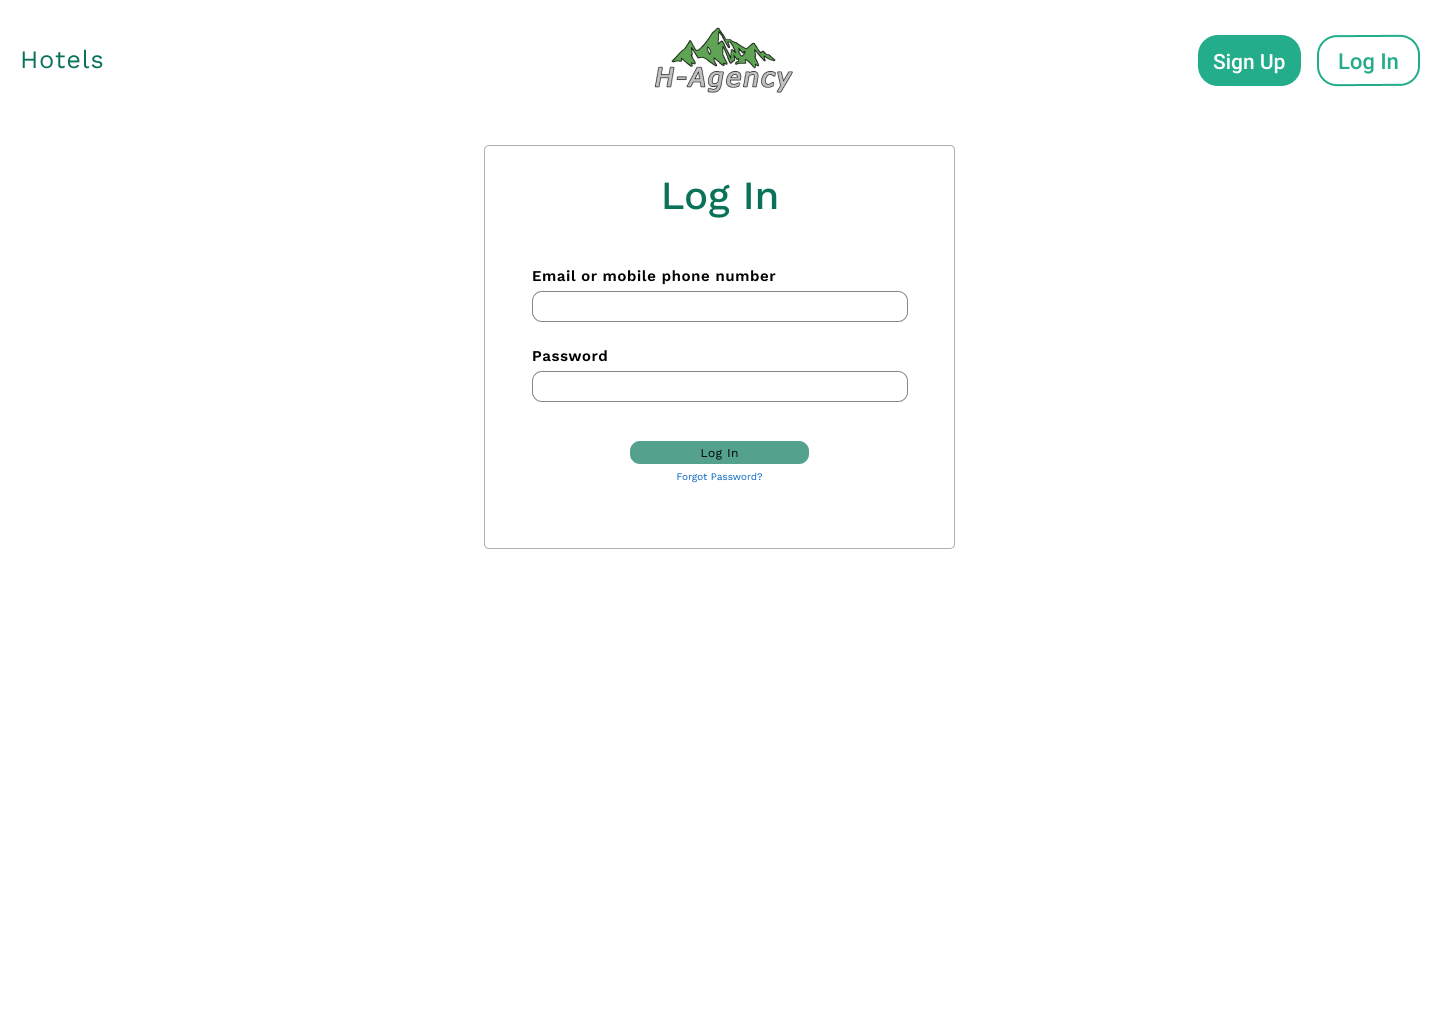 Hotels
H-Agency
Sign Up
Log In
Log In
Email or mobile phone number
Password
Log In
Forgot Password?